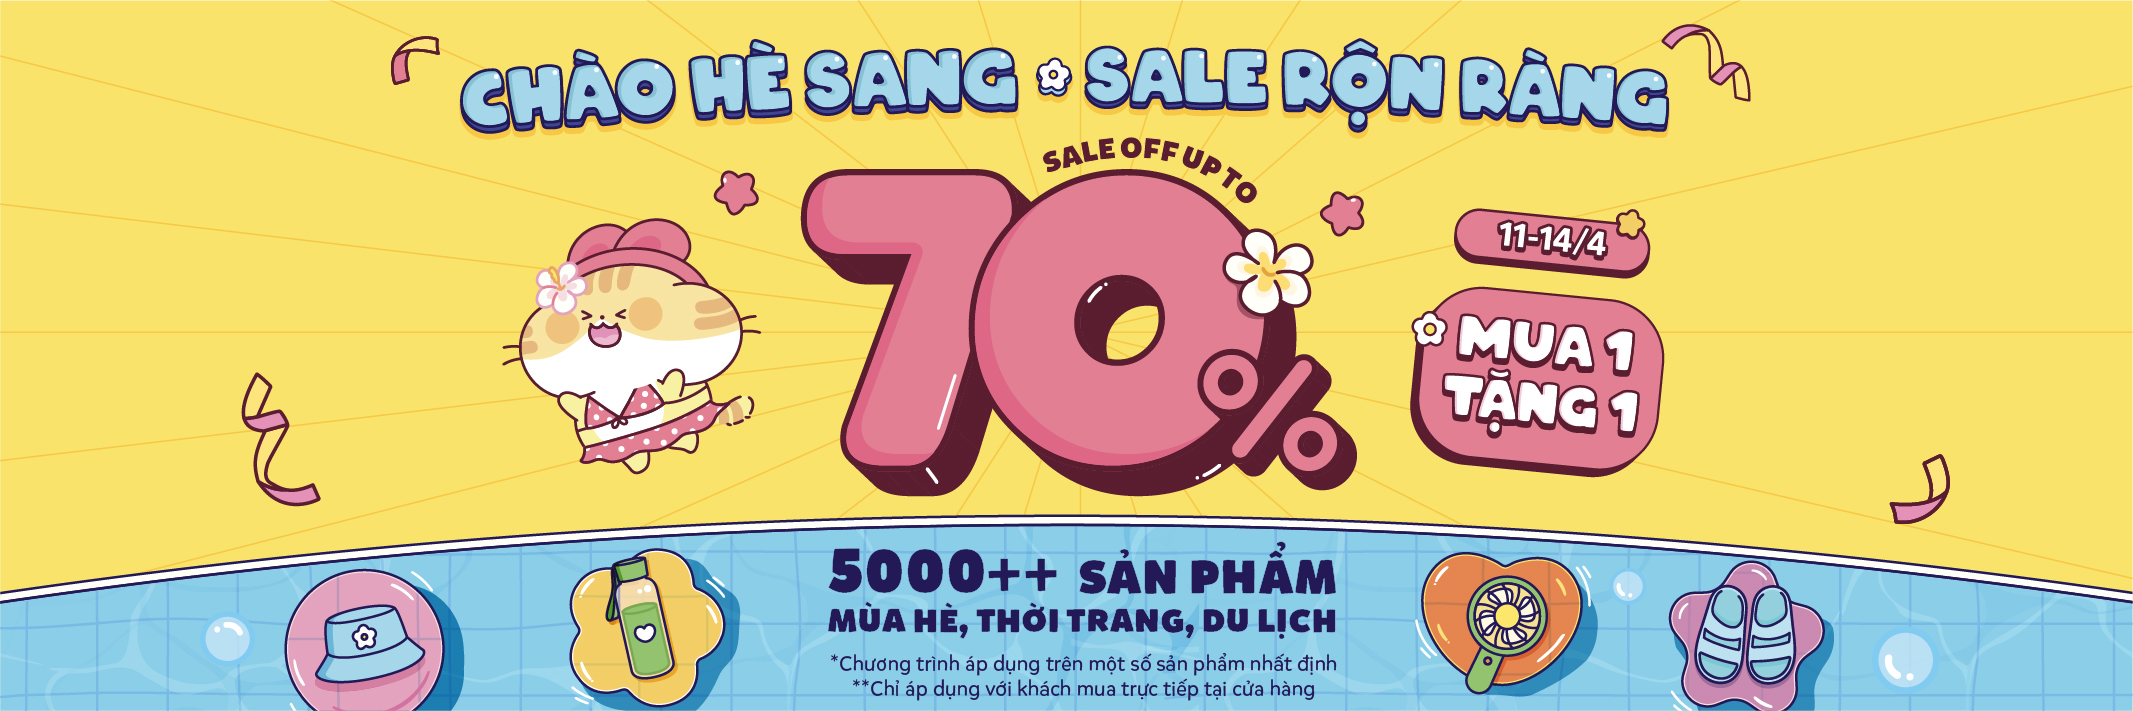 CHÀO HÈ SANG SALE RỘN RÀNG
SALE OFF UP TO
70%
11-14/4
MUA 1
TẶNG 1
5000++ SẢN PHẨM
MÙA HÈ, THỜI TRANG, DU LỊCH
*Chương trình áp dụng trên một số sản phẩm nhất định
**Chỉ áp dụng với khách mua trực tiếp tại cửa hàng